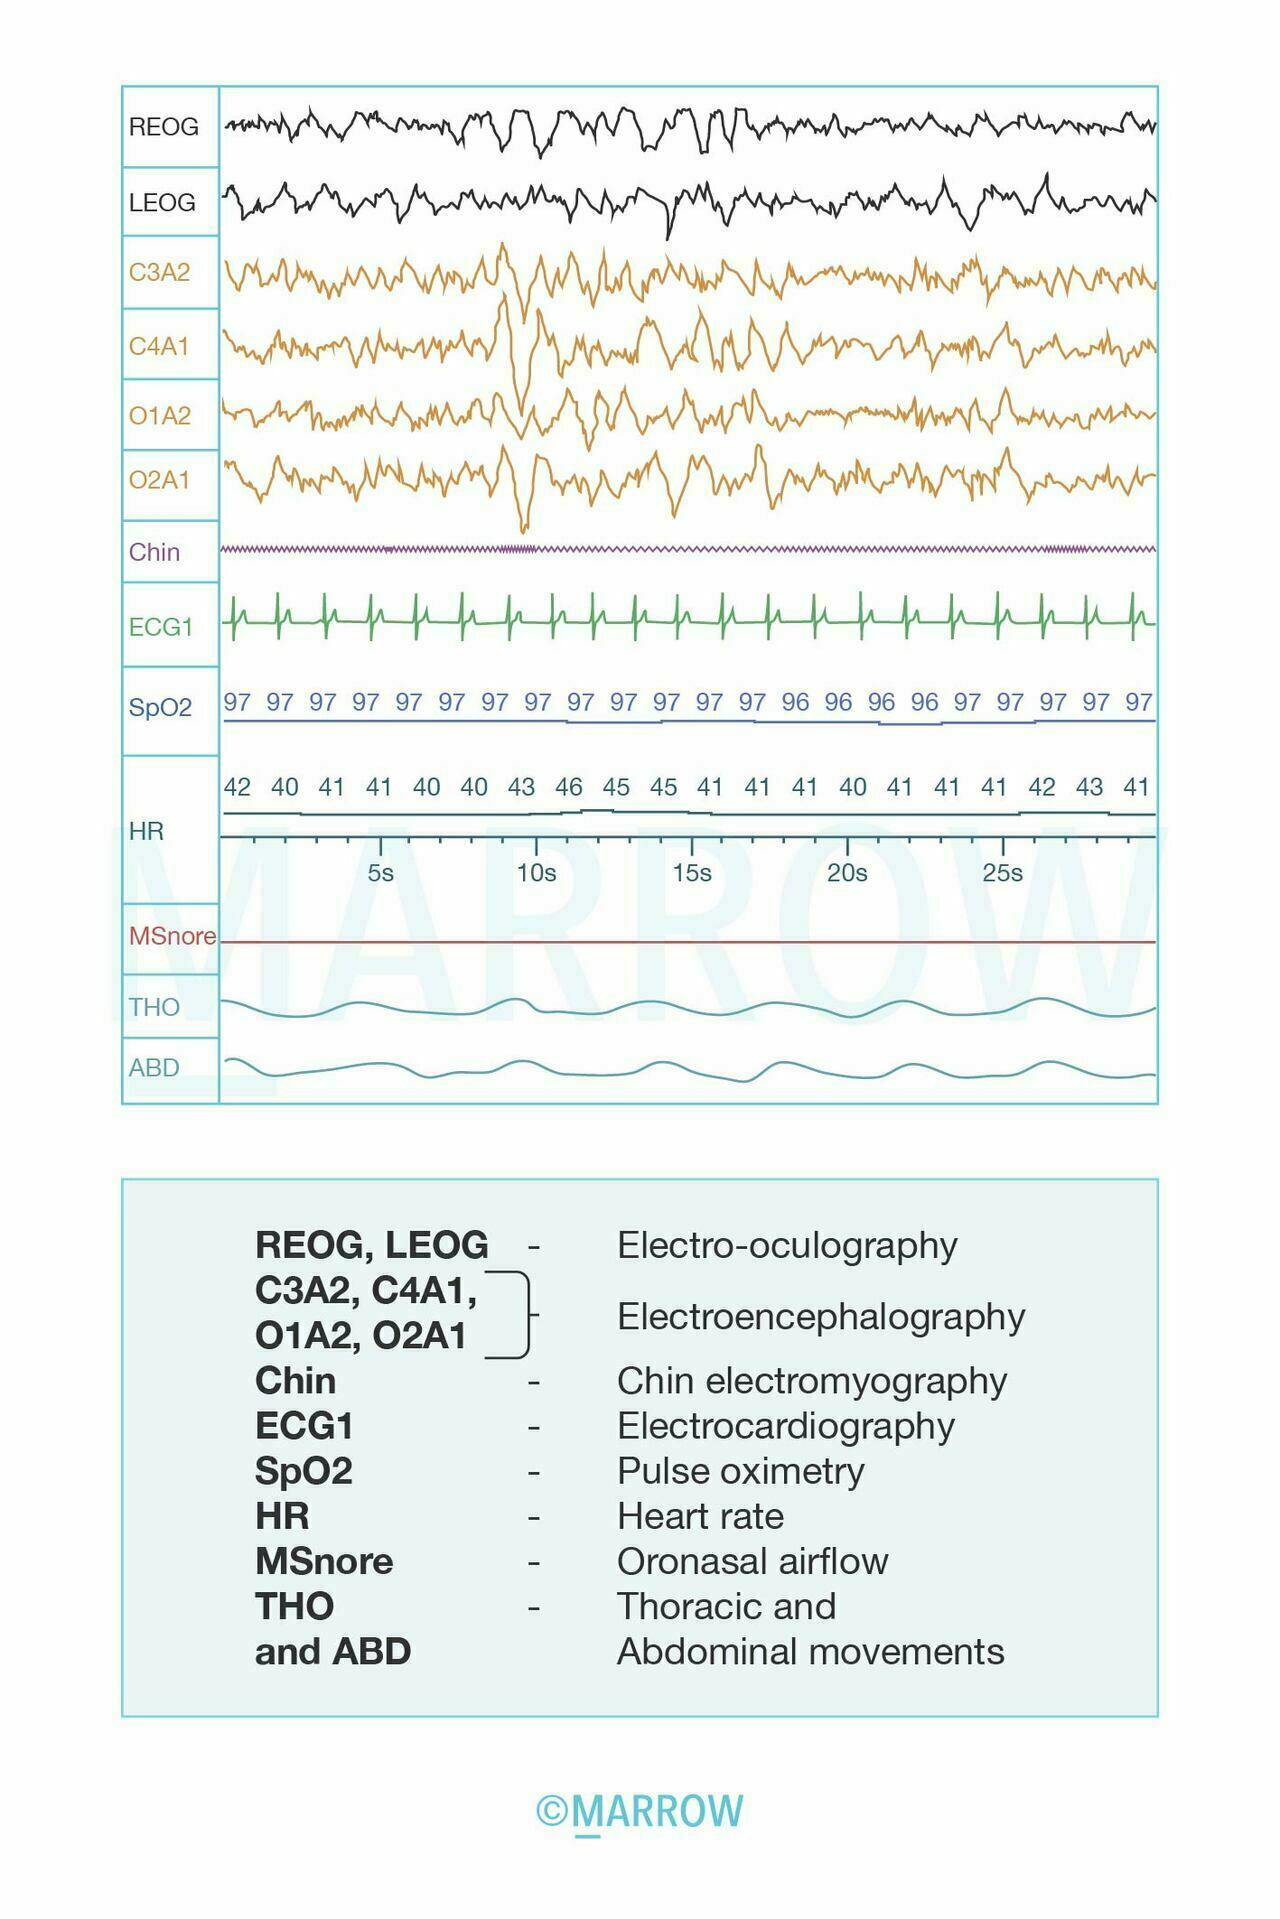 REOG
LEOG
C3A2
C4A1
O1A2
O2A1
Chin
ECG1
SpO2 97 97 97 97 97 97 97 97 97 97 97 97 97 96 96 96 96 97 97 97 97 97
42 40 41 41 40 40 43 46 45 45 41 41 41 40 41 41 41 42 43 41
HR
5s 10s 15s 20s 25s
MARROW
MSnore
THO
ABD
REOG, LEOG - Electro-oculography
C3A2, C4A1,
O1A2, O2A1 - Electroencephalography
Chin - Chin electromyography
ECG1 - Electrocardiography
SpO2 - Pulse oximetry
HR - Heart rate
MSnore - Oronasal airflow
THO - Thoracic and
and ABD Abdominal movements
©MARROW